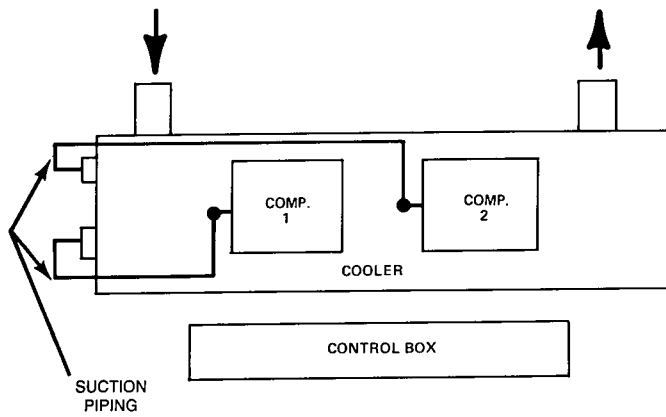 COMP.
1
COMP.
2
COOLER
CONTROL BOX
SUCTION
PIPING